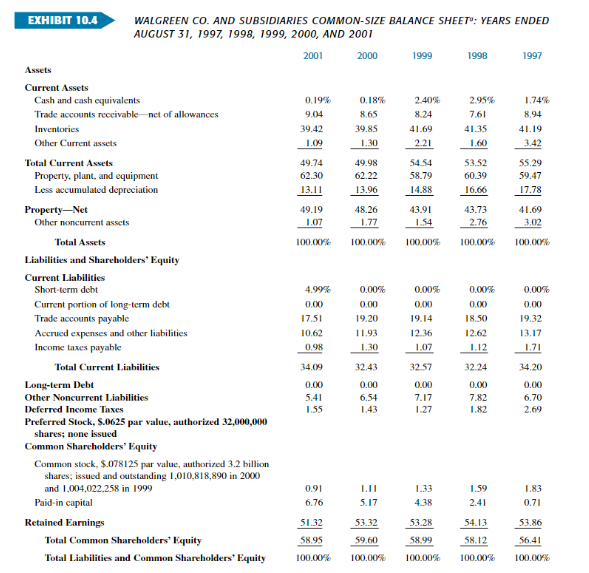 EXHIBIT 10.4
WALGREEN CO. AND SUBSIDIARIES COMMON-SIZE BALANCE SHEETª: YEARS ENDED
AUGUST 31, 1997, 1998, 1999, 2000, AND 2001
2001 2000 1999 1998 1997
Assets
Current Assets
Cash and cash equivalents 0.19% 0.18% 2.40% 2.95% 1.74%
Trade accounts receivable—net of allowances 9.04 8.65 8.24 7.61 8.94
Inventories 39.42 39.85 41.69 41.35 41.19
Other Current assets 1.09 1.30 2.21 1.60 3.42
Total Current Assets 49.74 49.98 54.54 53.52 55.29
Property, plant, and equipment 62.30 62.22 58.79 60.39 59.47
Less accumulated depreciation 13.11 13.96 14.88 16.66 17.78
Property—Net 49.19 48.26 43.91 43.73 41.69
Other noncurrent assets 1.07 1.77 1.54 2.76 3.02
Total Assets 100.00% 100.00% 100.00% 100.00% 100.00%
Liabilities and Shareholders' Equity
Current Liabilities
Short-term debt 4.99% 0.00% 0.00% 0.00% 0.00%
Current portion of long-term debt 0.00 0.00 0.00 0.00 0.00
Trade accounts payable 17.51 19.20 19.14 18.50 19.32
Accrued expenses and other liabilities 10.62 11.93 12.36 12.62 13.17
Income taxes payable 0.98 1.30 1.07 1.12 1.71
Total Current Liabilities 34.09 32.43 32.57 32.24 34.20
Long-term Debt 0.00 0.00 0.00 0.00 0.00
Other Noncurrent Liabilities 5.41 6.54 7.17 7.82 6.70
Deferred Income Taxes 1.55 1.43 1.27 1.82 2.69
Preferred Stock, $.0625 par value, authorized 32,000,000
shares; none issued
Common Shareholders' Equity
Common stock, $.078125 par value, authorized 3.2 billion
shares; issued and outstanding 1,010,818,890 in 2000
and 1,004,022,258 in 1999 0.91 1.11 1.33 1.59 1.83
Paid-in capital 6.76 5.17 4.38 2.41 0.71
Retained Earnings 51.32 53.32 53.28 54.13 53.86
Total Common Shareholders' Equity 58.95 59.60 58.99 58.12 56.41
Total Liabilities and Common Shareholders' Equity 100.00% 100.00% 100.00% 100.00% 100.00%